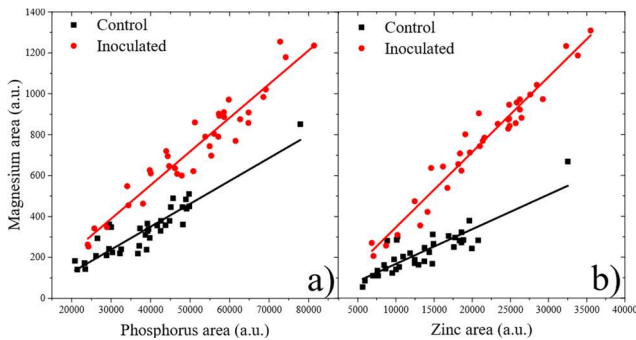 1400
1200
1000
800
600
400
200
0
Magnesium area (a.u.)
Control
Inoculated
a)
20000 30000 40000 50000 60000 70000 80000
Phosphorus area (a.u.)
Control
Inoculated
b)
5000 10000 15000 20000 25000 30000 35000 40000
Zinc area (a.u.)